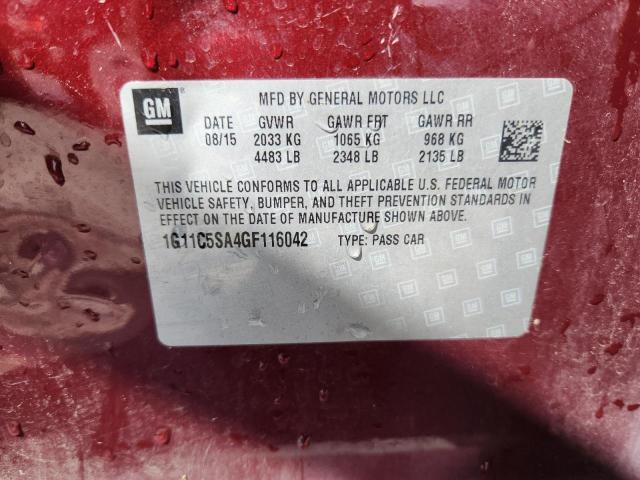 GM
MFD BY GENERAL MOTORS LLC
DATE GVWR GAWR FRT GAWR RR
08/15 2033 KG 1065 KG 968 KG
4483 LB 2348 LB 2135 LB
THIS VEHICLE CONFORMS TO ALL APPLICABLE U.S. FEDERAL MOTOR
VEHICLE SAFETY, BUMPER, AND THEFT PREVENTION STANDARDS IN
EFFECT ON THE DATE OF MANUFACTURE SHOWN ABOVE.
1G11C5SA4GF116042 TYPE: PASS CAR